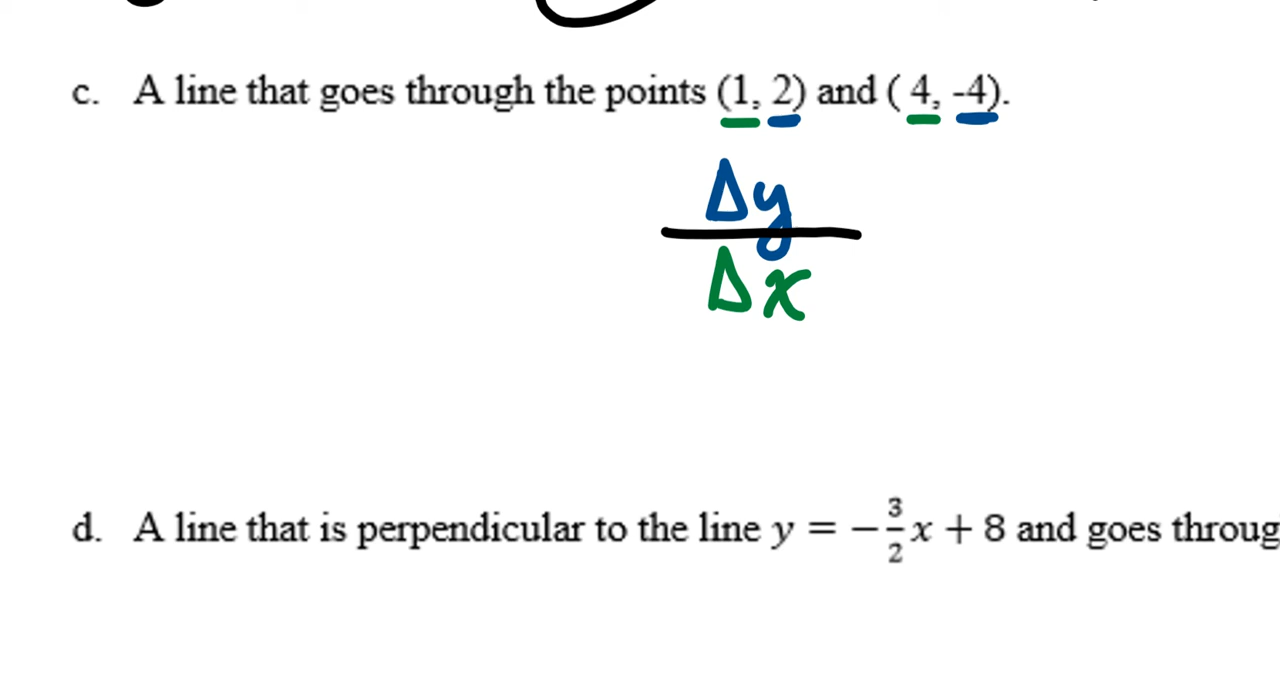 c. A line that goes through the points (1, 2) and ( 4, -4).
Δy
Δx
d. A line that is perpendicular to the line y = −3/2x + 8 and goes throug